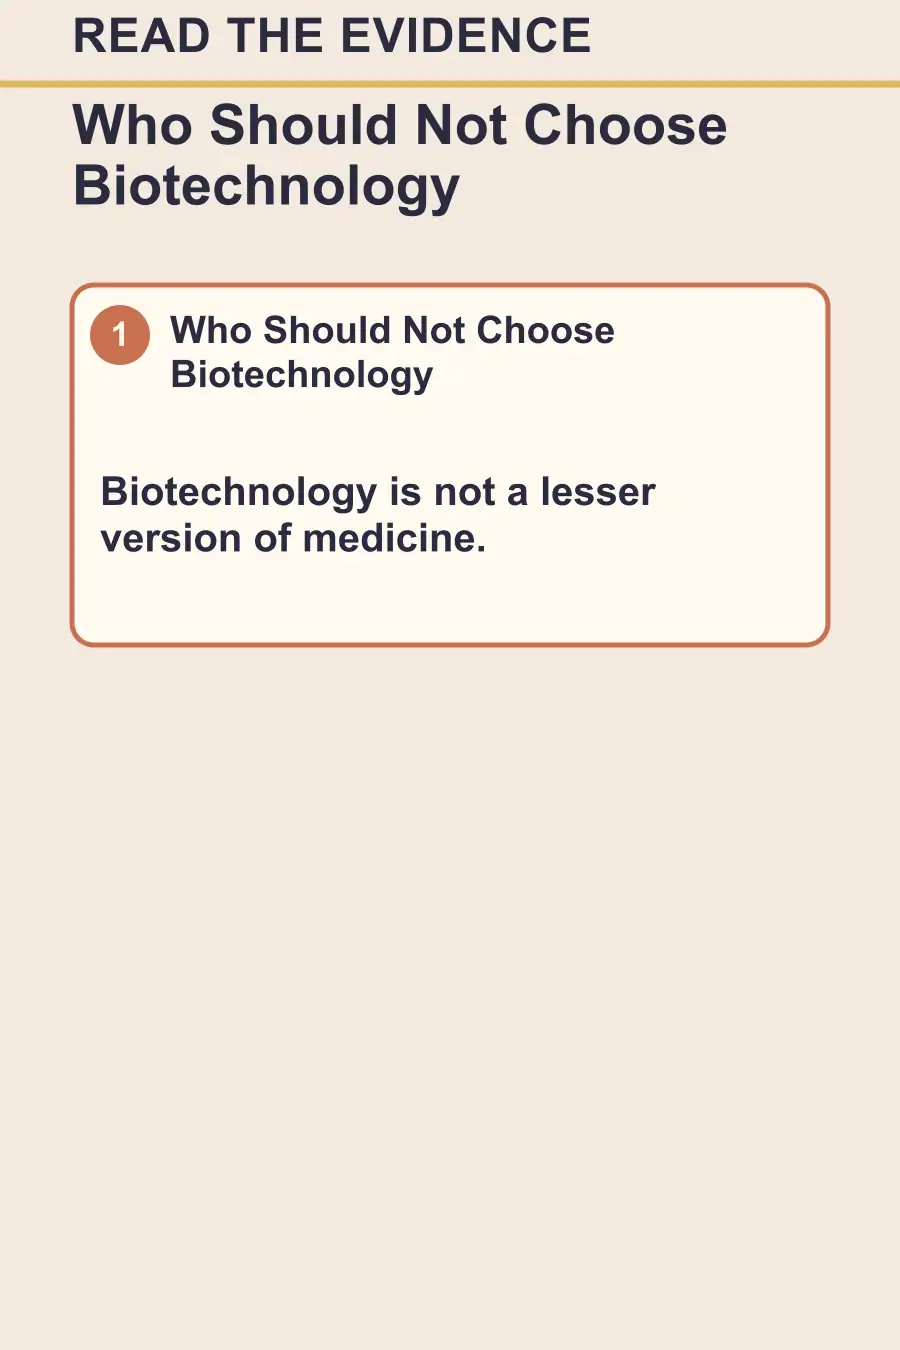 READ THE EVIDENCE
Who Should Not Choose
Biotechnology
1
Who Should Not Choose
Biotechnology
Biotechnology is not a lesser
version of medicine.